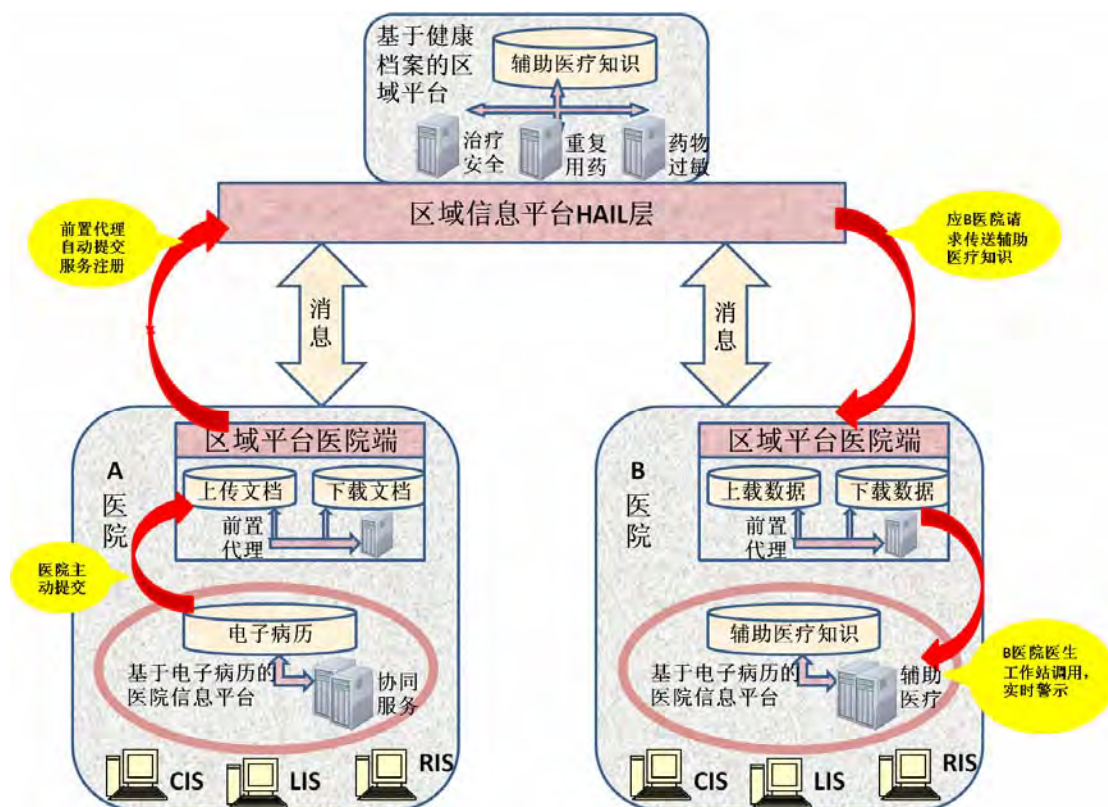 基于健康
档案的区
域平台
辅助医疗知识
治疗
安全
重复
用药
药物
过敏
区域信息平台HAIL层
前置代理
自动提交
服务注册
应B医院请
求传送辅助
医疗知识
消息
消息
A
医院
区域平台医院端
上传文档
下载文档
前置
代理
医院主
动提交
电子病历
基于电子病历的
医院信息平台
协同
服务
CIS
LIS
RIS
B
医院
区域平台医院端
上载数据
下载数据
前置
代理
辅助医疗知识
基于电子病历的
医院信息平台
辅助
医疗
B医院医生
工作站调用，
实时警示
CIS
LIS
RIS